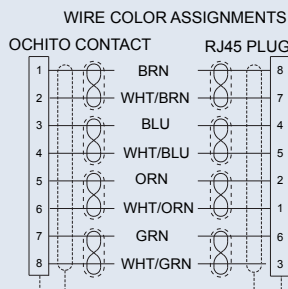 WIRE COLOR ASSIGNMENTS
OCHITO CONTACT RJ45 PLUG
1 BRN 8
2 WHT/BRN 7
3 BLU 4
4 WHT/BLU 5
5 ORN 2
6 WHT/ORN 1
7 GRN 6
8 WHT/GRN 3